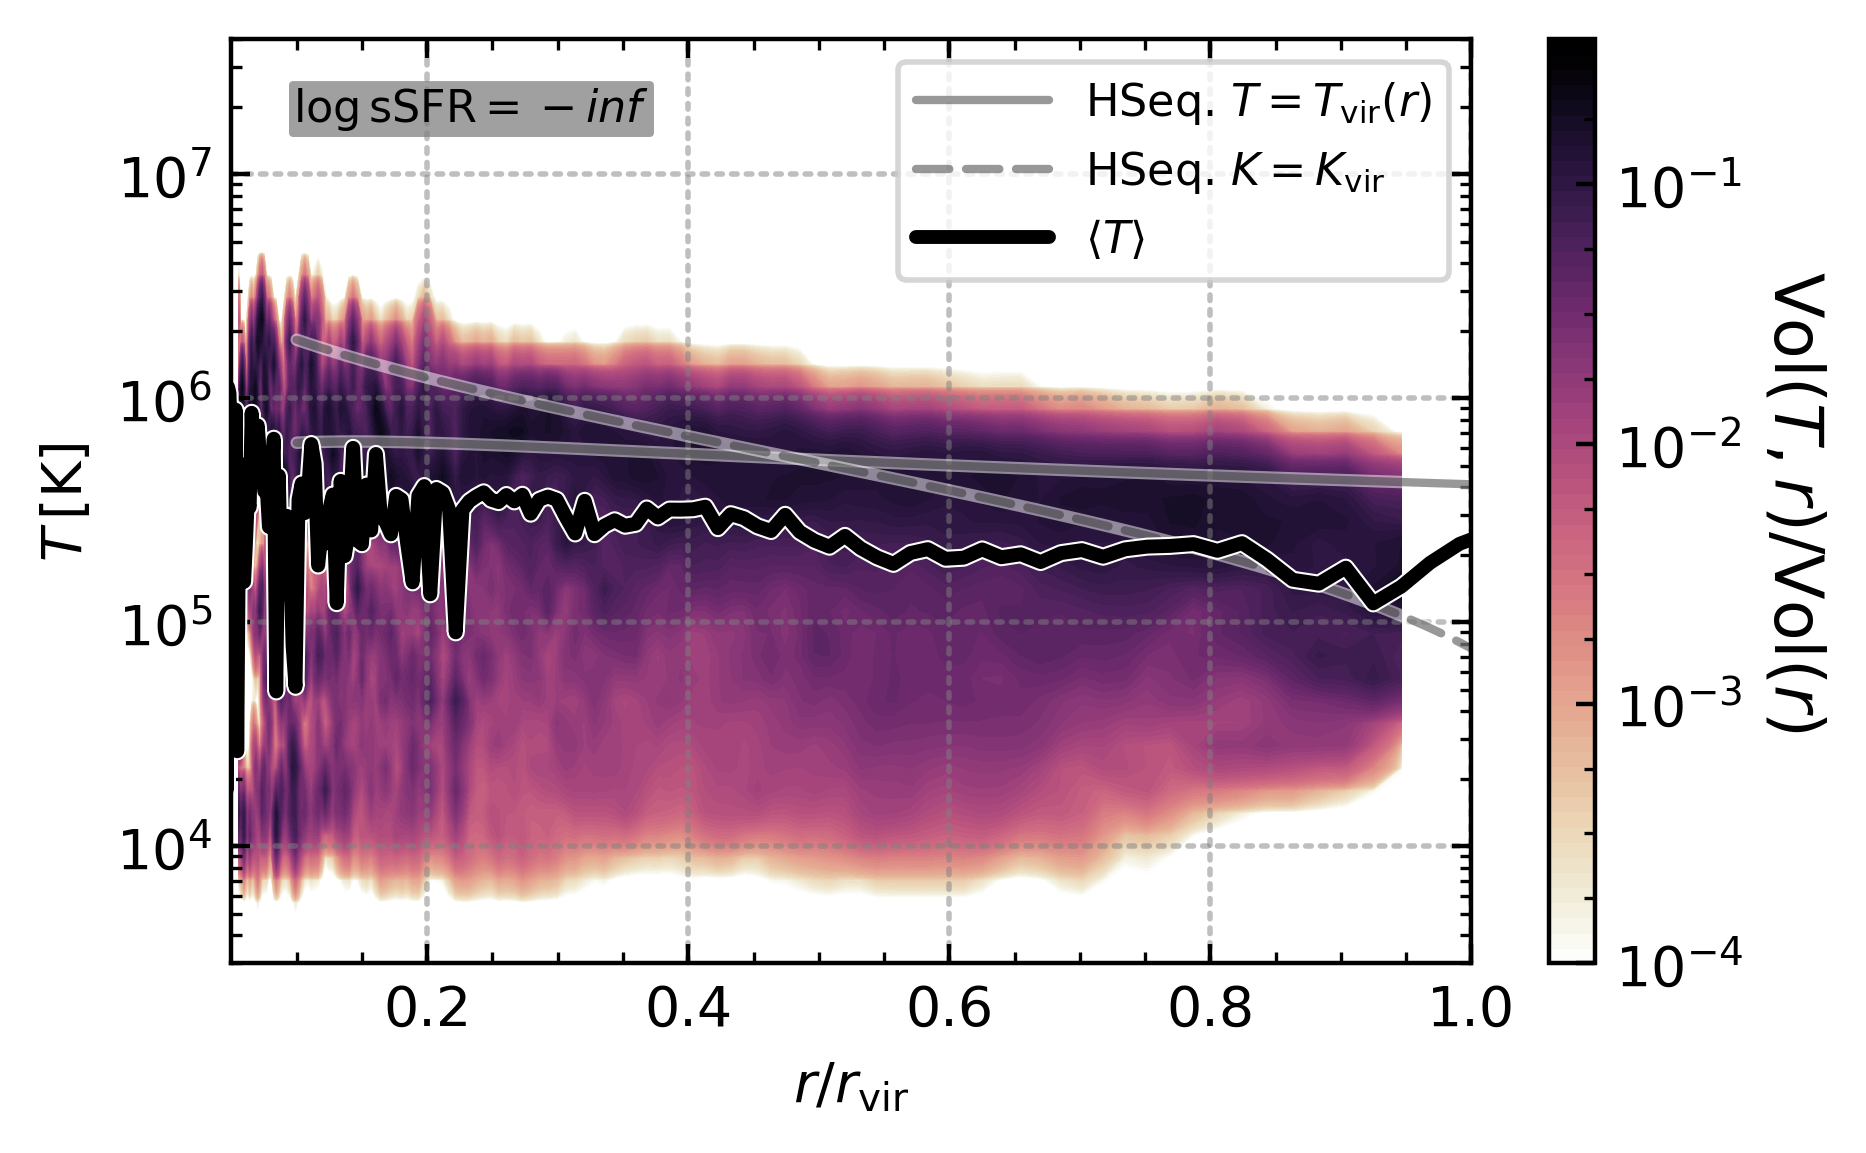 log sSFR = −inf
HSeq. T = T_vir(r)
HSeq. K = K_vir
⟨T⟩
10^7
10^6
10^5
10^4
T [K]
0.2 0.4 0.6 0.8 1.0
r/r_vir
10^−1
10^−2
10^−3
10^−4
Vol(T, r)/Vol(r)